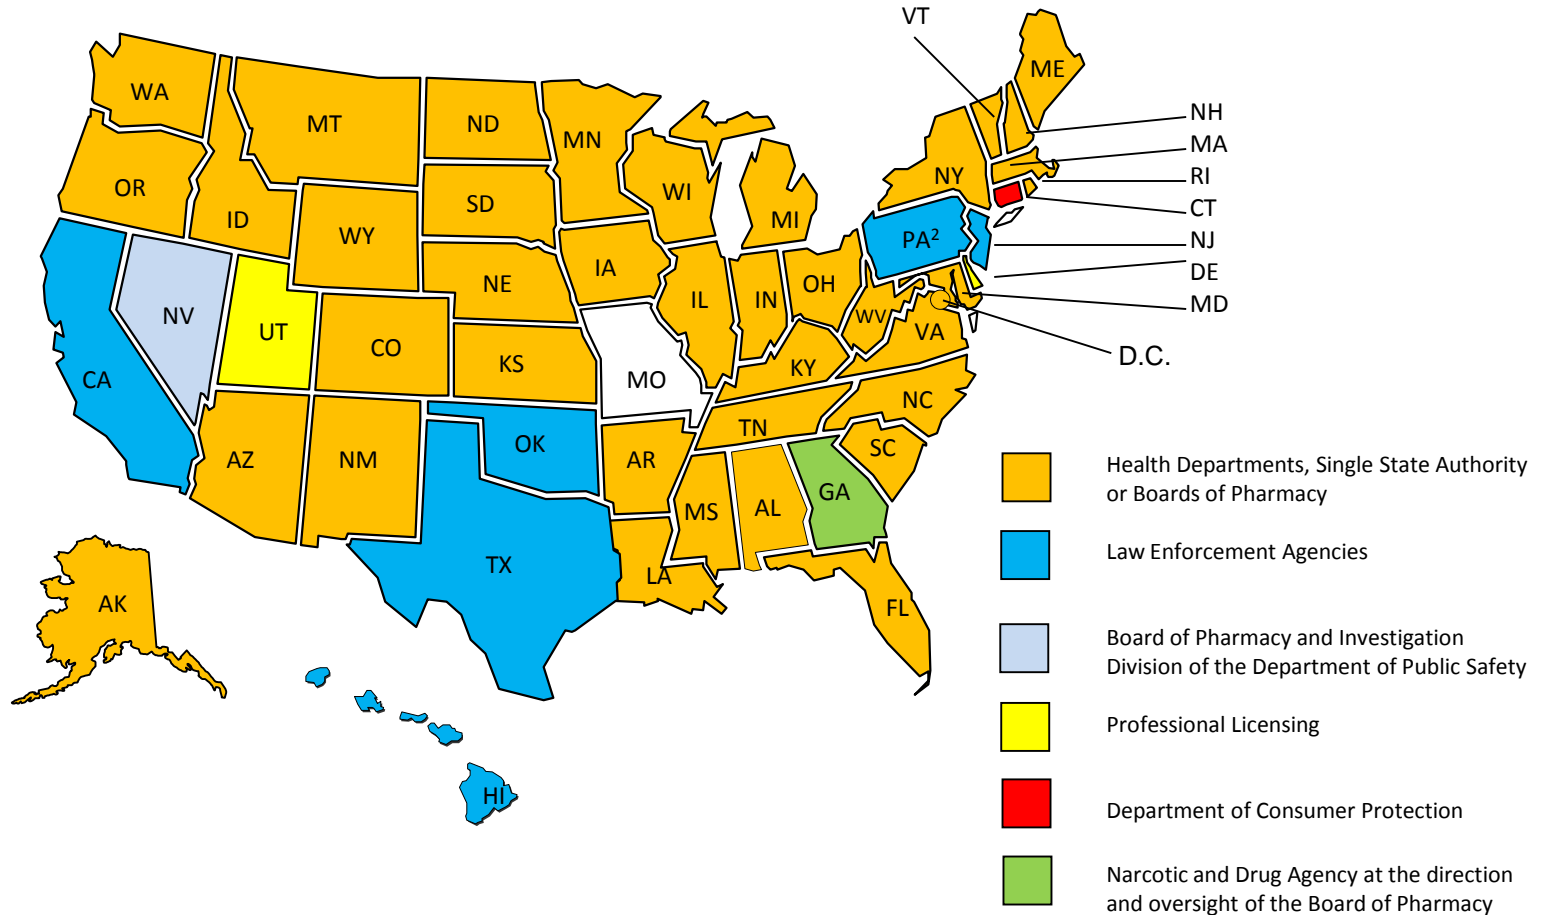 VT
ME
WA
MT
ND
MN
NH
MA
OR
ID
SD
WI
MI
NY
RI
CT
WY
PA²
NJ
IA
DE
NE
IL
IN
OH
MD
NV
UT
CO
WV
VA
KS
KY
D.C.
CA
MO
NC
TN
AZ
NM
OK
AR
SC
GA
MS
AL
TX
LA
AK
FL
HI
Health Departments, Single State Authority
or Boards of Pharmacy
Law Enforcement Agencies
Board of Pharmacy and Investigation
Division of the Department of Public Safety
Professional Licensing
Department of Consumer Protection
Narcotic and Drug Agency at the direction
and oversight of the Board of Pharmacy